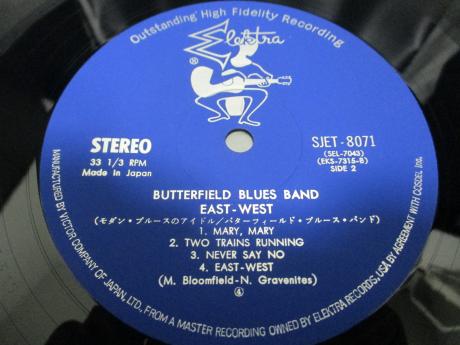 Outstanding High Fidelity Recording
Elektra
®
STEREO
33 1/3 RPM
Made in Japan
SJET-8071
(SEL-7043)
(EKS-7315-B)
SIDE 2
BUTTERFIELD BLUES BAND
EAST-WEST
(モダン・ブルースのアイドル/バターフィールド・ブルース・バンド)
1. MARY, MARY
2. TWO TRAINS RUNNING
3. NEVER SAY NO
4. EAST-WEST
(M. Bloomfield-N. Gravenites)
④
MANUFACTURED BY VICTOR COMPANY OF JAPAN, LTD., FROM A MASTER RECORDING OWNED BY ELEKTRA RECORDS, USA BY AGREEMENT WITH COSDEL Inc.